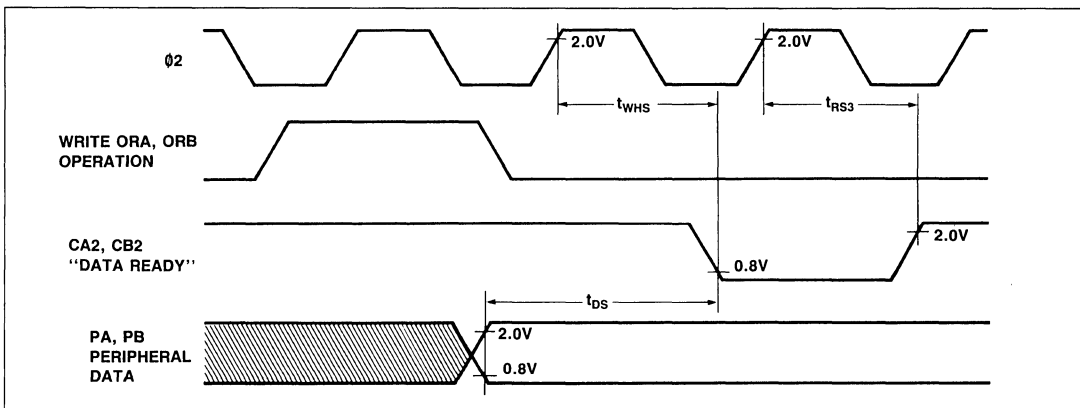 ϕ2
2.0V
2.0V
tWHS
tRS3
WRITE ORA, ORB
OPERATION
CA2, CB2
"DATA READY"
2.0V
0.8V
tDS
PA, PB
PERIPHERAL
DATA
2.0V
0.8V